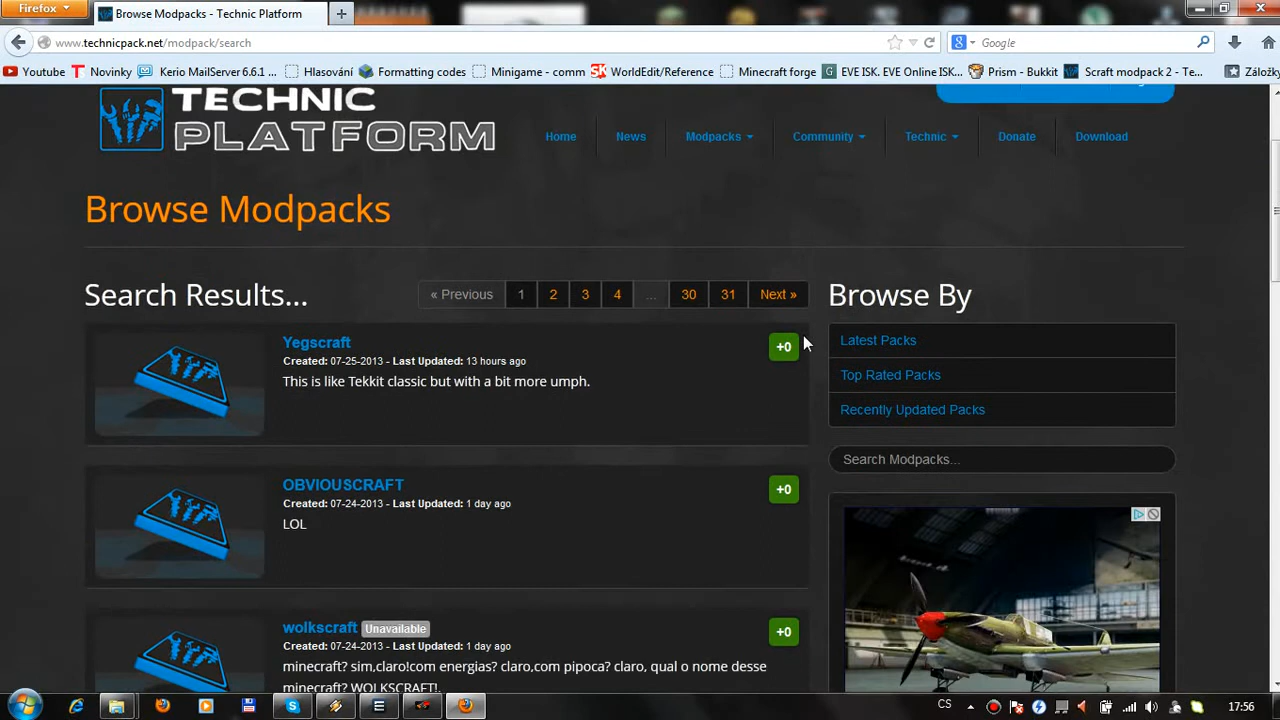 Firefox
Browse Modpacks - Technic Platform
www.technicpack.net/modpack/search
Google
Youtube
Novinky
Kerio MailServer 6.6.1 ...
Hlasování
Formatting codes
Minigame - comm
WorldEdit/Reference
Minecraft forge
EVE ISK. EVE Online ISK...
Prism - Bukkit
Scraft modpack 2 - Te...
Záložky
TECHNIC
PLATFORM
Home
News
Modpacks
Community
Technic
Donate
Download
Browse Modpacks
Search Results...
« Previous 1 2 3 4 ... 30 31 Next »
Browse By
Yegscraft
+0
Created: 07-25-2013 - Last Updated: 13 hours ago
This is like Tekkit classic but with a bit more umph.
Latest Packs
Top Rated Packs
Recently Updated Packs
Search Modpacks...
OBVIOUSCRAFT
+0
Created: 07-24-2013 - Last Updated: 1 day ago
LOL
wolkscraft Unavailable
+0
Created: 07-24-2013 - Last Updated: 1 day ago
minecraft? sim,claro!com energias? claro,com pipoca? claro, qual o nome desse
minecraft? WOLKSCRAFT!.
CS
17:56